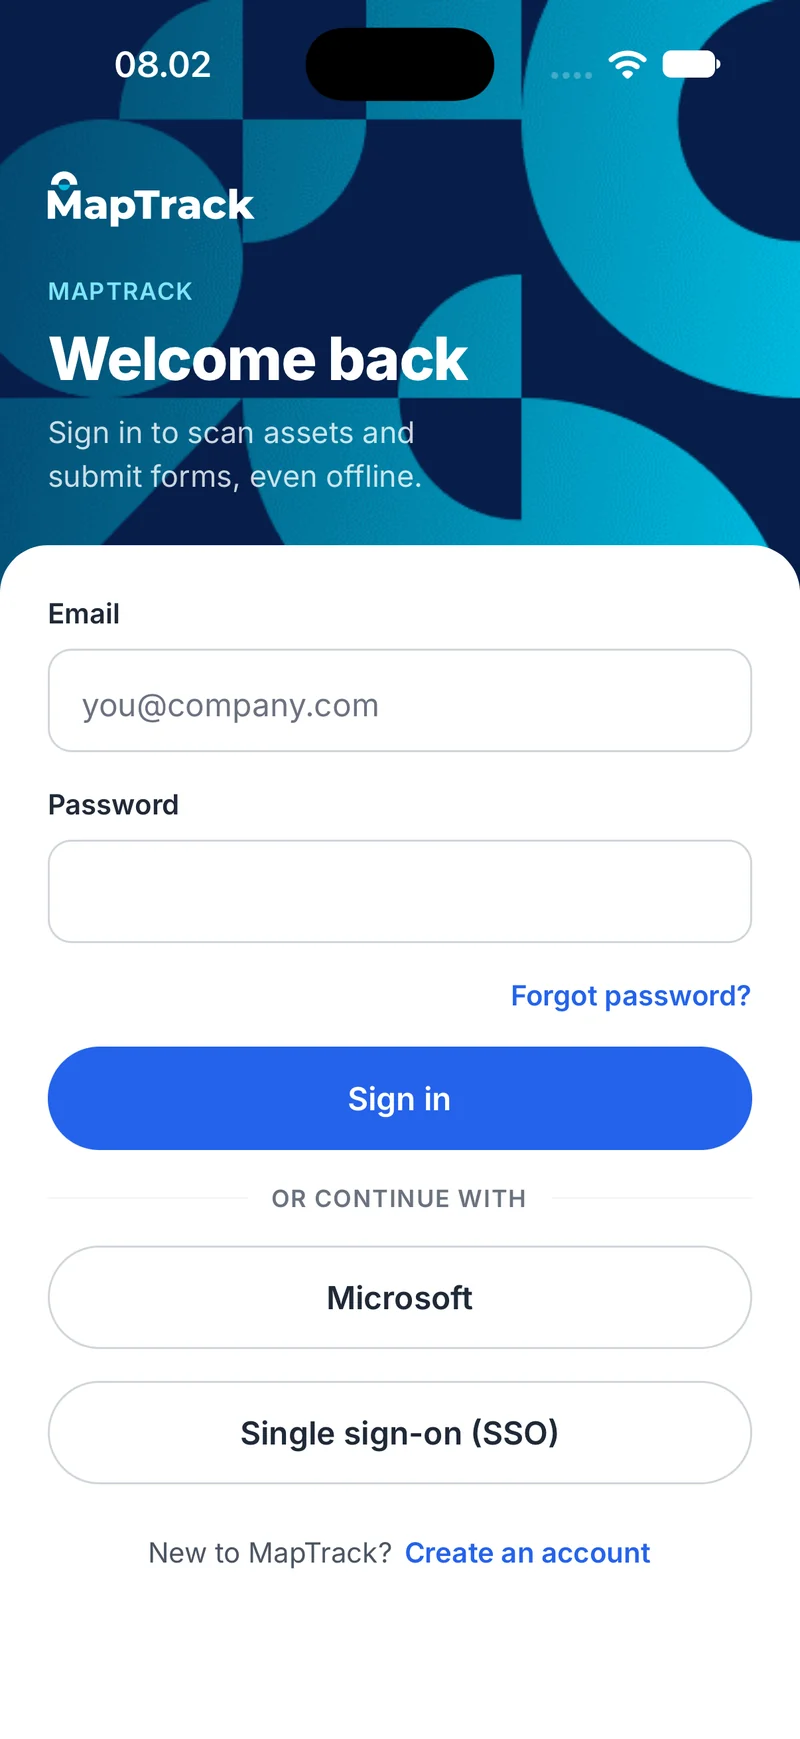 08.02
MapTrack
MAPTRACK
Welcome back
Sign in to scan assets and
submit forms, even offline.
Email
you@company.com
Password
Forgot password?
Sign in
OR CONTINUE WITH
Microsoft
Single sign-on (SSO)
New to MapTrack? Create an account